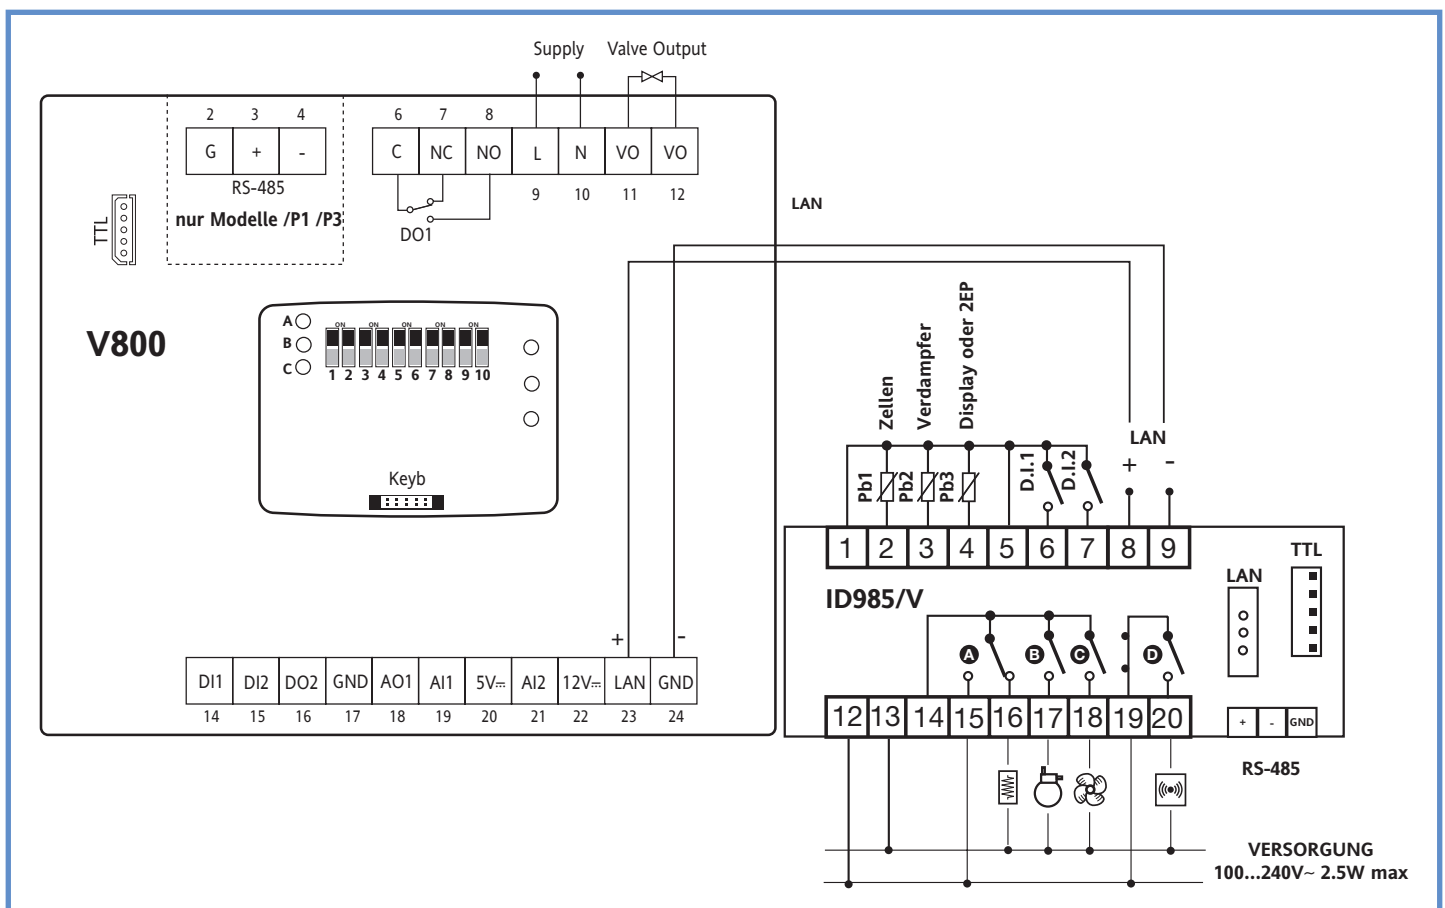 Supply Valve Output
2 3 4 6 7 8
G + - C NC NO L N VO VO
RS-485 9 10 11 12
nur Modelle /P1 /P3
TTL
DO1
LAN
V800
A
B
C
ON ON ON ON ON
1 2 3 4 5 6 7 8 9 10
Keyb
Zellen
Verdampfer
Display oder 2EP
LAN
+ -
Pb1 Pb2 Pb3 D.I.1 D.I.2
1 2 3 4 5 6 7 8 9
TTL
LAN
ID985/V
A B C D
+ -
DI1 DI2 DO2 GND AO1 AI1 5V⎓ AI2 12V⎓ LAN GND
14 15 16 17 18 19 20 21 22 23 24
12 13 14 15 16 17 18 19 20
+ - GND
RS-485
VERSORGUNG
100...240V~ 2.5W max